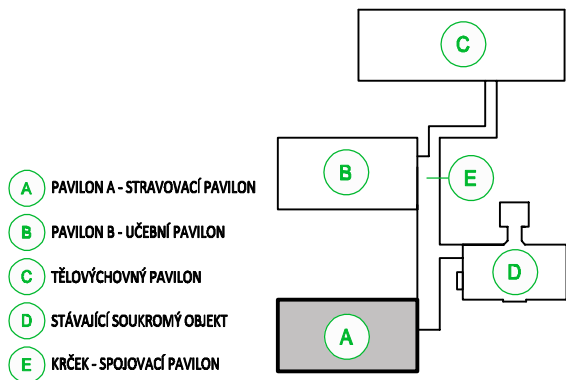 C
B
E
D
A
A PAVILON A - STRAVOVACÍ PAVILON
B PAVILON B - UČEBNÍ PAVILON
C TĚLOVÝCHOVNÝ PAVILON
D STÁVAJÍCÍ SOUKROMÝ OBJEKT
E KRČEK - SPOJOVACÍ PAVILON